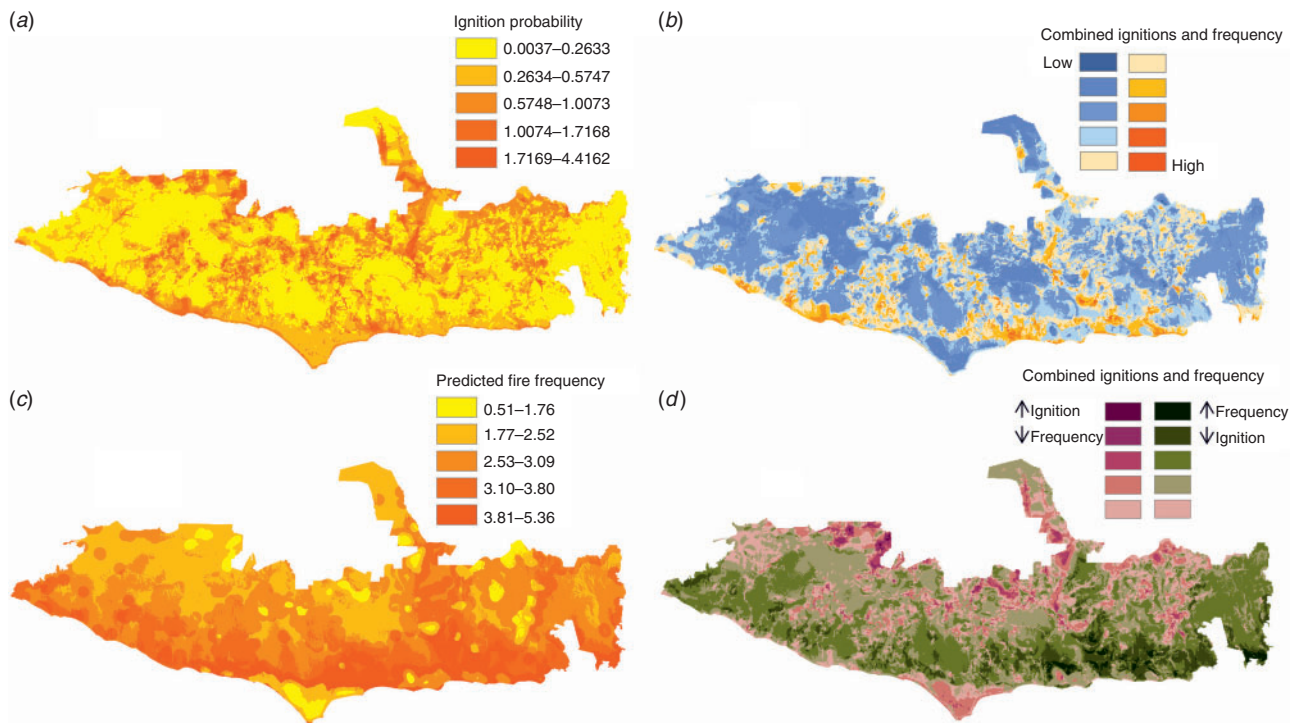 (a)
Ignition probability
0.0037–0.2633
0.2634–0.5747
0.5748–1.0073
1.0074–1.7168
1.7169–4.4162
(b)
Combined ignitions and frequency
Low
High
(c)
Predicted fire frequency
0.51–1.76
1.77–2.52
2.53–3.09
3.10–3.80
3.81–5.36
(d)
Combined ignitions and frequency
↑Ignition ↑Frequency
↓Frequency ↓Ignition